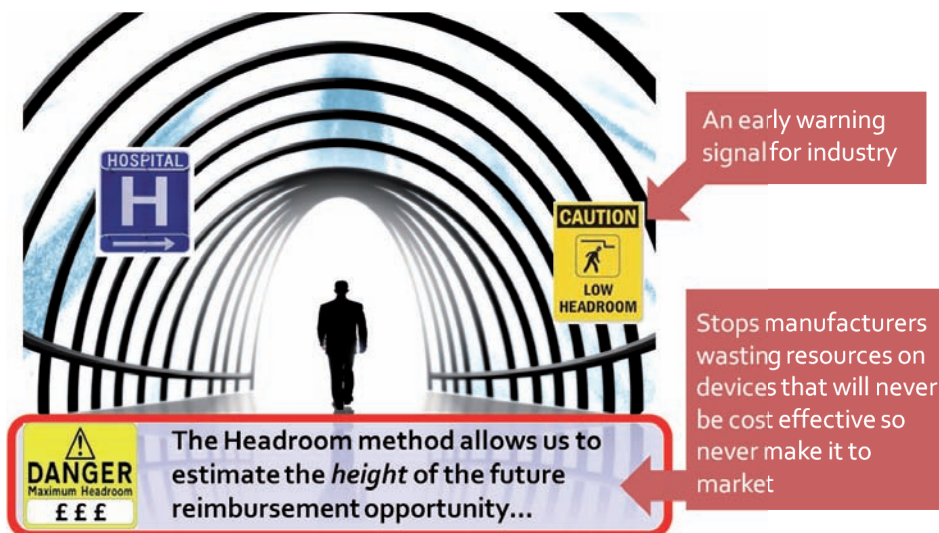 HOSPITAL
H
An early warning
signal for industry
CAUTION
LOW
HEADROOM
Stops manufacturers
wasting resources on
devices that will never
be cost effective so
never make it to
market
DANGER
Maximum Headroom
£££
The Headroom method allows us to
estimate the height of the future
reimbursement opportunity...